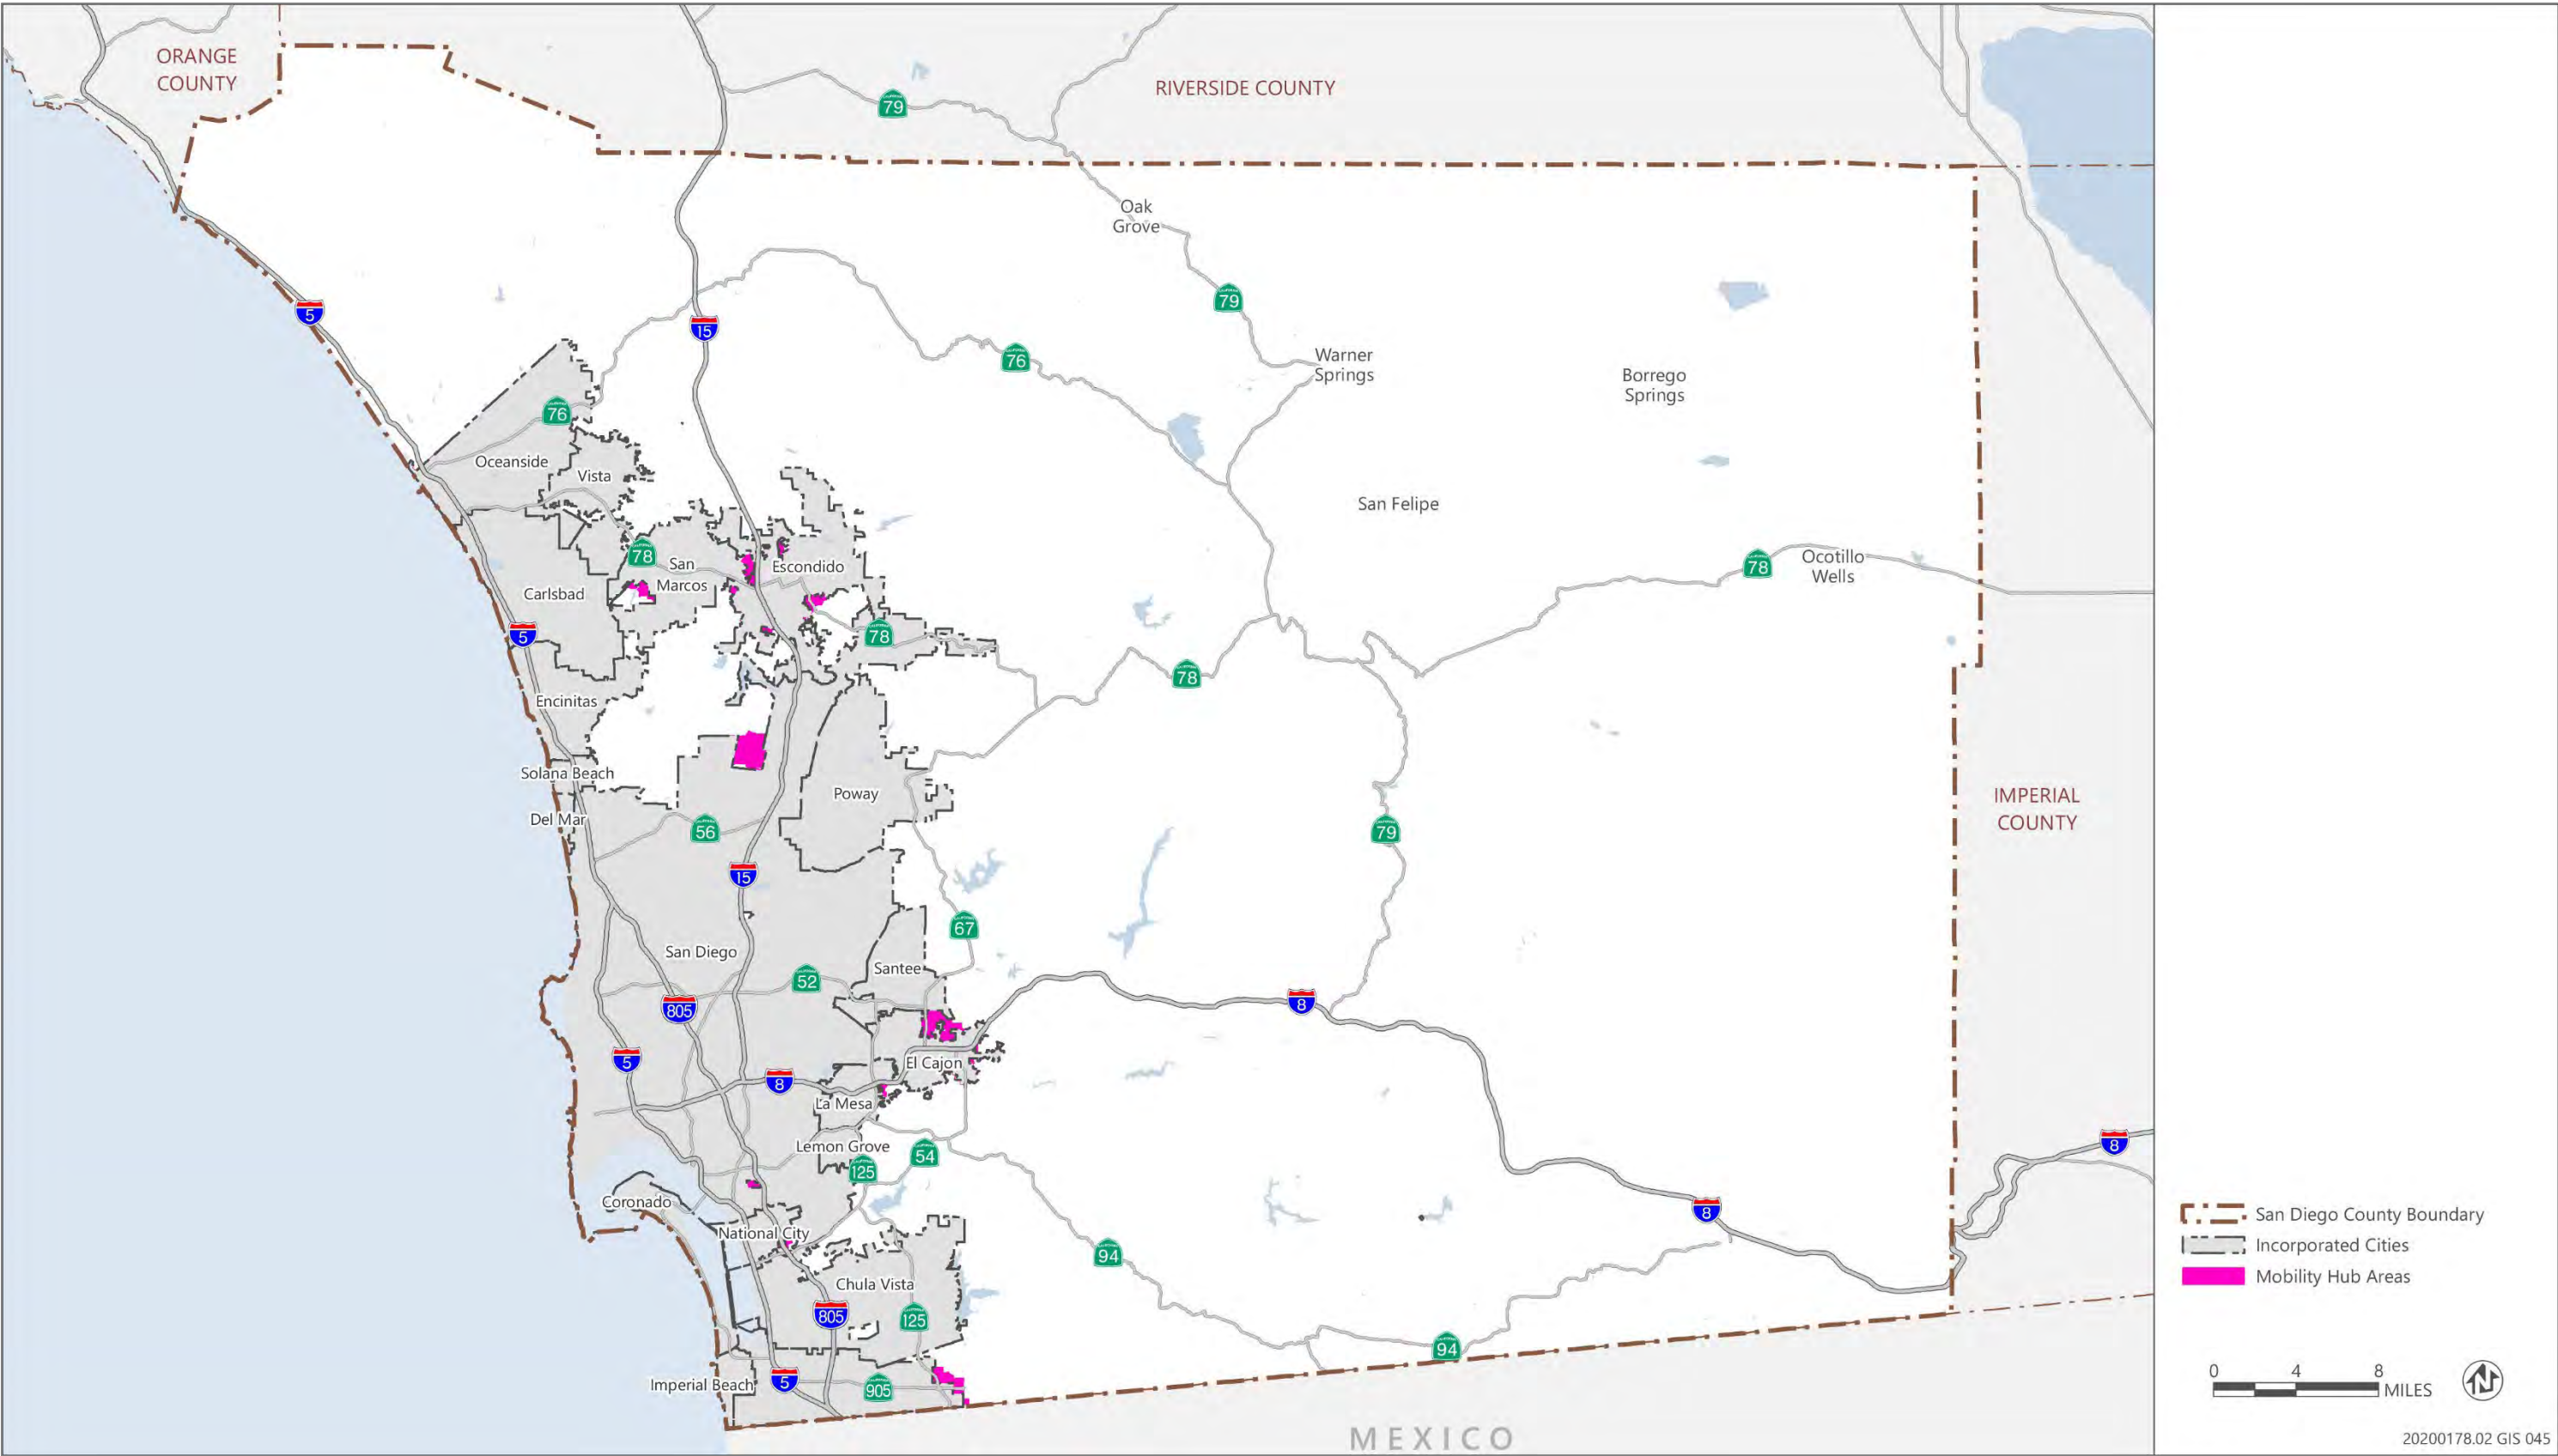 ORANGE
COUNTY
RIVERSIDE COUNTY
79
Oak
Grove
79
5
15
76
Warner
Springs
Borrego
Springs
76
Oceanside
Vista
San Felipe
78
San
Marcos
Escondido
78
Ocotillo
Wells
Carlsbad
5
78
78
Encinitas
Solana Beach
Poway
IMPERIAL
COUNTY
Del Mar
56
79
15
67
San Diego
Santee
52
805
8
5
El Cajon
8
La Mesa
Lemon Grove
54
125
8
Coronado
National City
8
94
Chula Vista
805
125
94
Imperial Beach
5
905
MEXICO
San Diego County Boundary
Incorporated Cities
Mobility Hub Areas
0 4 8
MILES
N
20200178.02 GIS 045